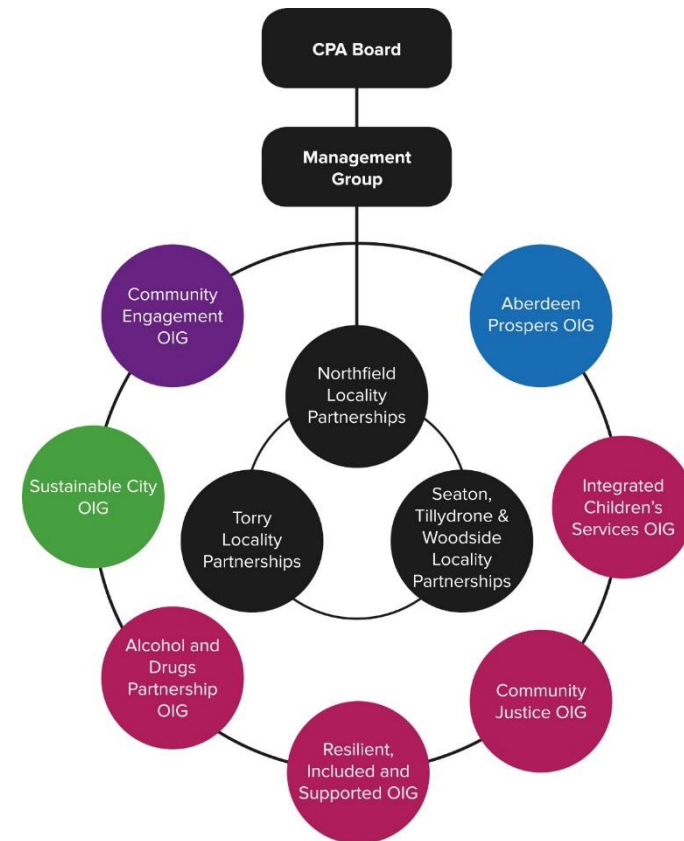 CPA Board
Management
Group
Community
Engagement
OIG
Aberdeen
Prospers OIG
Northfield
Locality
Partnerships
Sustainable City
OIG
Integrated
Children's
Services OIG
Torry
Locality
Partnerships
Seaton,
Tillydrone &
Woodside
Locality
Partnerships
Alcohol and
Drugs
Partnership
OIG
Community
Justice OIG
Resilient,
Included and
Supported OIG